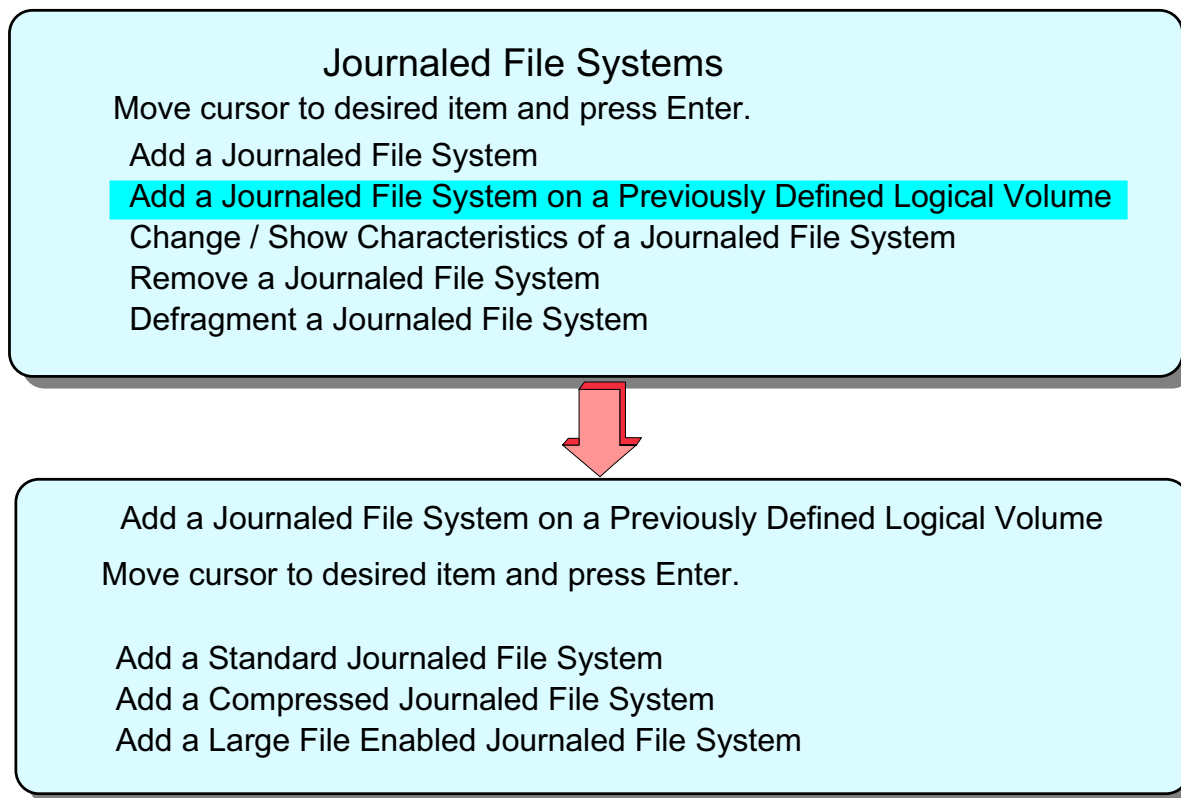 Journaled File Systems
Move cursor to desired item and press Enter.
Add a Journaled File System
Add a Journaled File System on a Previously Defined Logical Volume
Change / Show Characteristics of a Journaled File System
Remove a Journaled File System
Defragment a Journaled File System
Add a Journaled File System on a Previously Defined Logical Volume
Move cursor to desired item and press Enter.
Add a Standard Journaled File System
Add a Compressed Journaled File System
Add a Large File Enabled Journaled File System